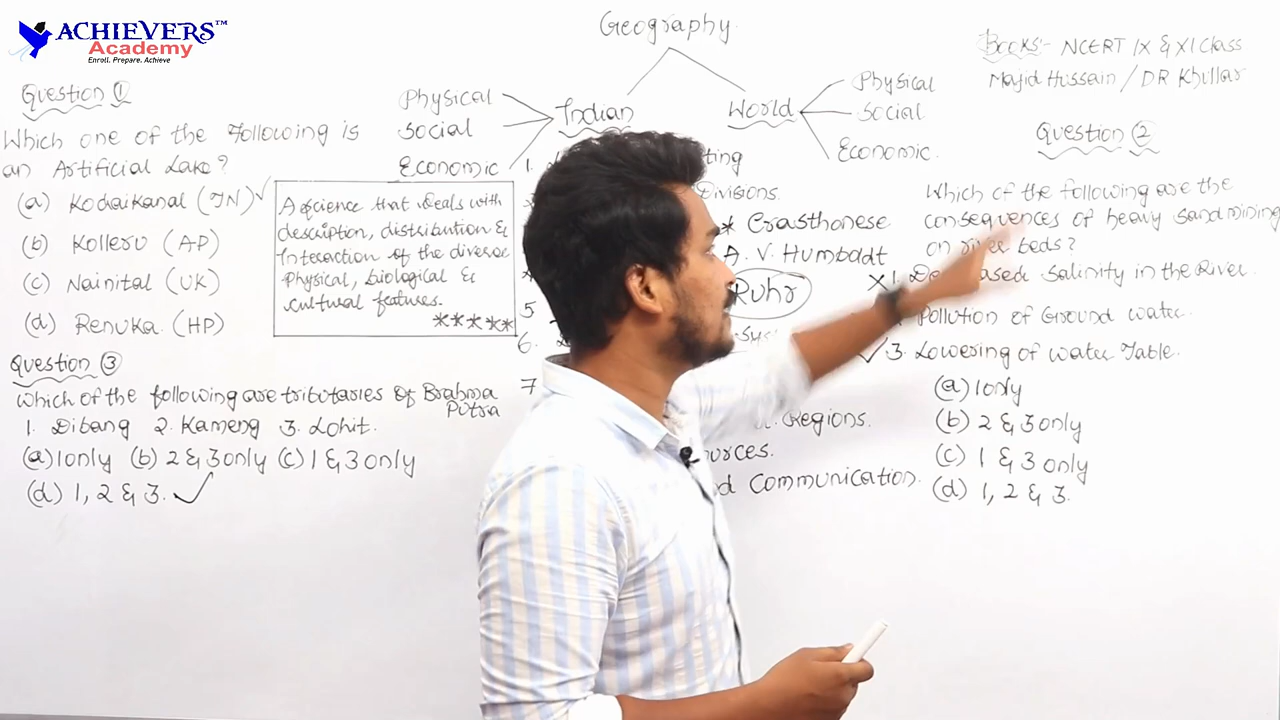 ACHIEVERS™
Academy
Enroll. Prepare. Achieve
Geography.
Indian
World
Physical
Social
Economic
Physical
Social
Economic.
Books:- NCERT IX & XI Class
Majid Hussain / DR Khullar
Question 1
Which one of the Following is
an Artificial Lake?
(a) Kodaikanal (TN) ✓
(b) Kolleru (AP)
(c) Nainital (UK)
(d) Renuka. (HP)
A science that deals with
description, distribution &
Interaction of the diverse
Physical, biological &
cultural features.
*****
Question 3
Which of the following are tributaries of Brahma
Putra
1. Dibang 2. Kameng 3. Lohit.
(a) 1 only (b) 2 & 3 only (c) 1 & 3 only
(d) 1, 2 & 3. ✓
1.
Divisions.
* Erasthonese
A. V. Humboldt
Ruhr
5
6.
7
Regions.
Communication.
Question 2
Which of the following are the
consequences of heavy Sand mining
on river beds?
X 1. Salinity in the River.
Pollution of Ground water.
✓ 3. Lowering of water Table.
(a) 1 only
(b) 2 & 3 only
(c) 1 & 3 only
(d) 1, 2 & 3.